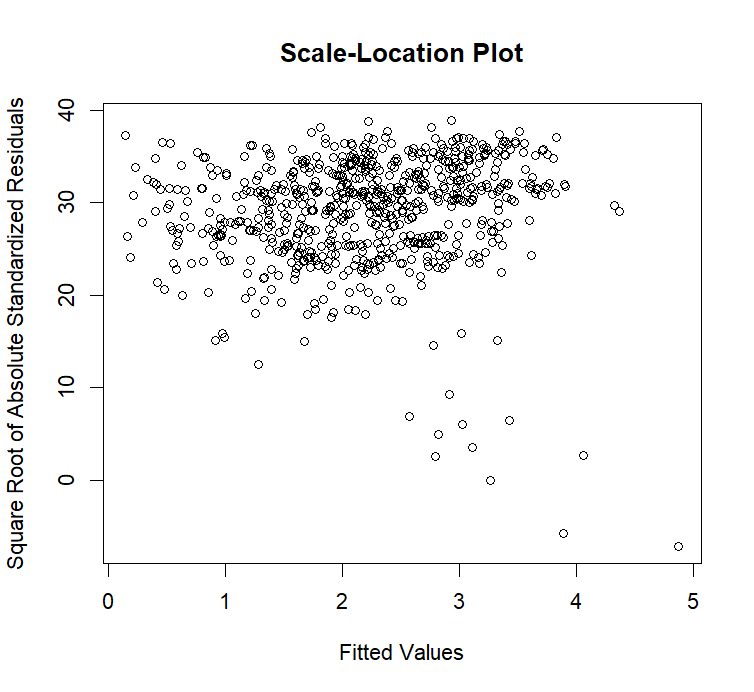 Scale-Location Plot
Square Root of Absolute Standardized Residuals
40
30
20
10
0
0 1 2 3 4 5
Fitted Values